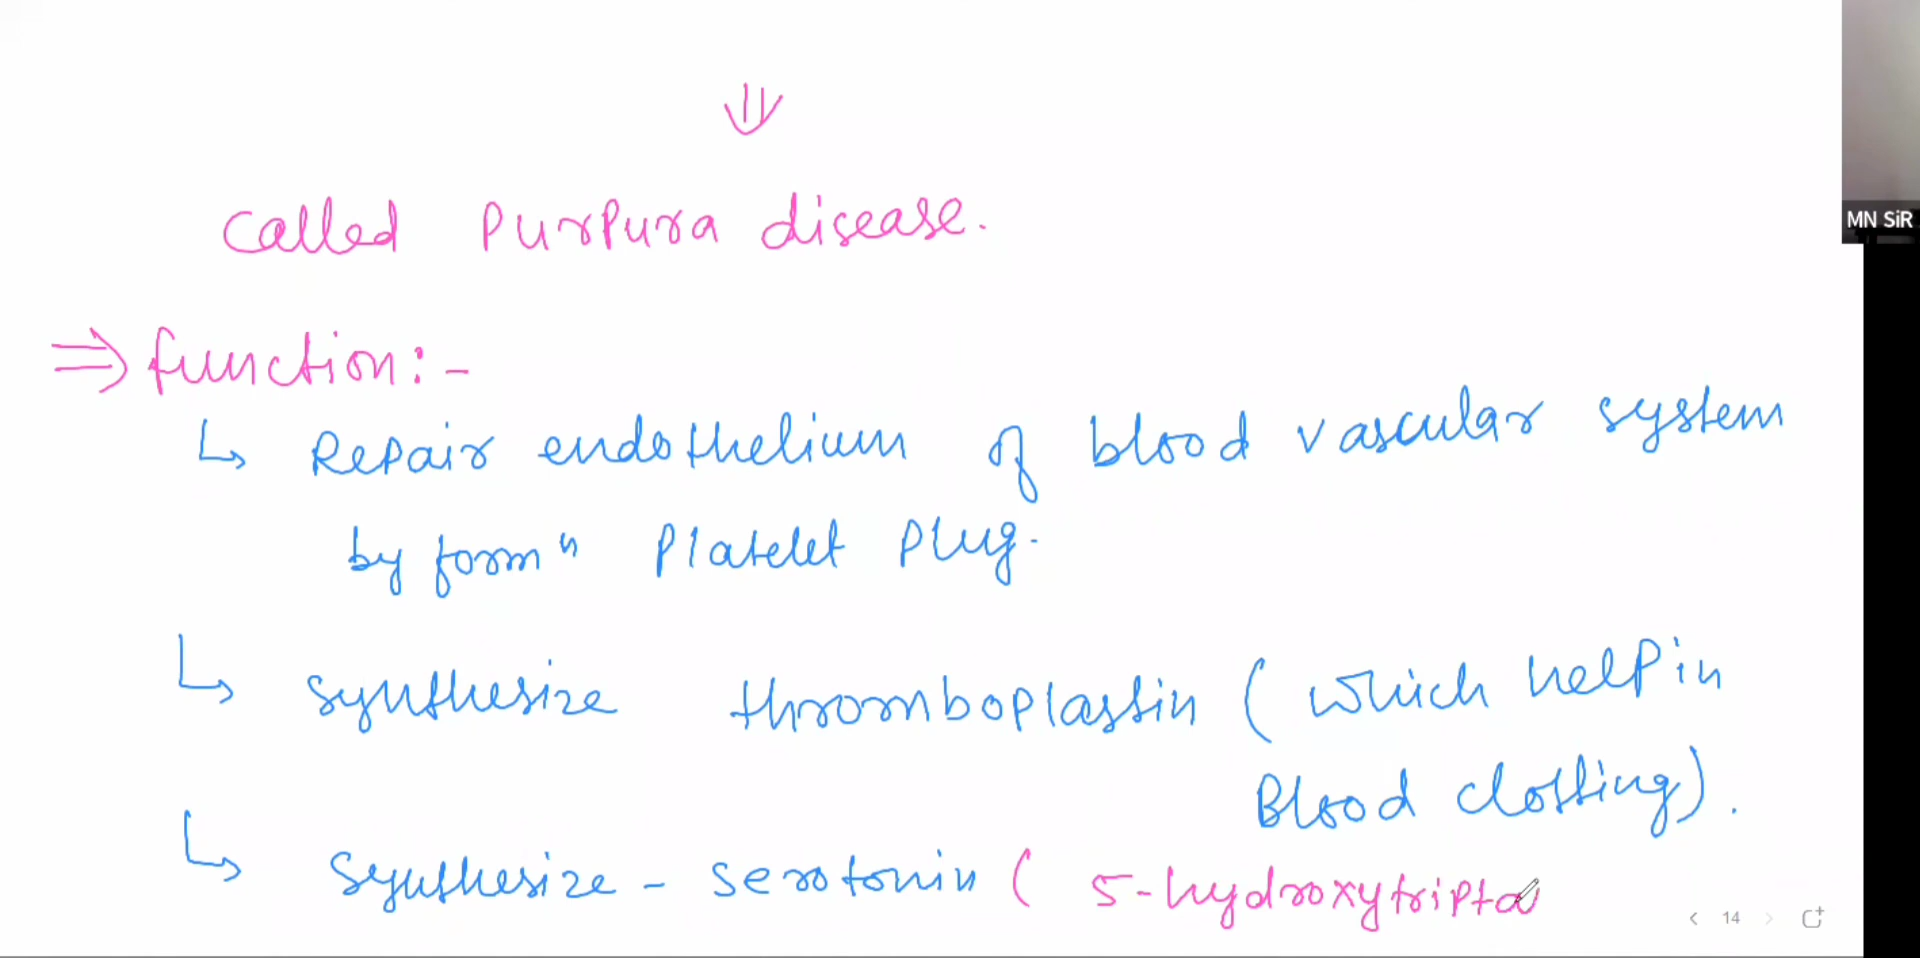 ⇓
called Purpura disease.
⇒ function:-
↳ Repair endothelium of blood vascular system
by formⁿ Platelet Plug.
↳ synthesize thromboplastin ( which help in
Blood clotting).
↳ synthesize - serotonin ( 5-hydroxytripta
MN SiR
< 14 >